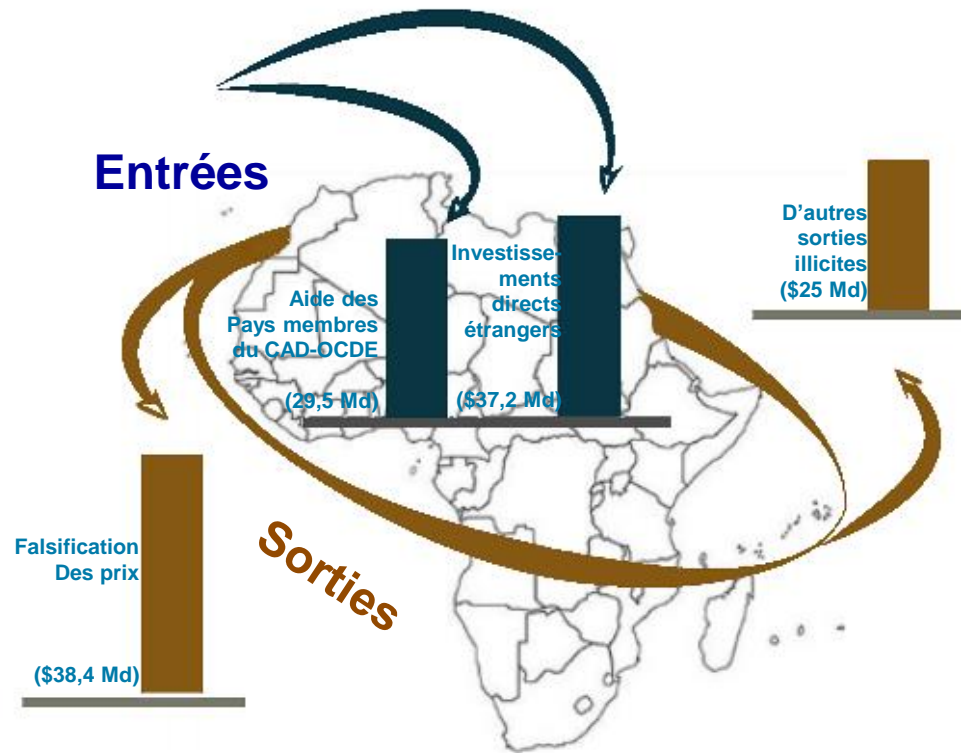 Entrées
Aide des
Pays membres
du CAD-OCDE
(29,5 Md)
Investisse-
ments
directs
étrangers
($37,2 Md)
D'autres
sorties
illicites
($25 Md)
Falsification
Des prix
($38,4 Md)
Sorties